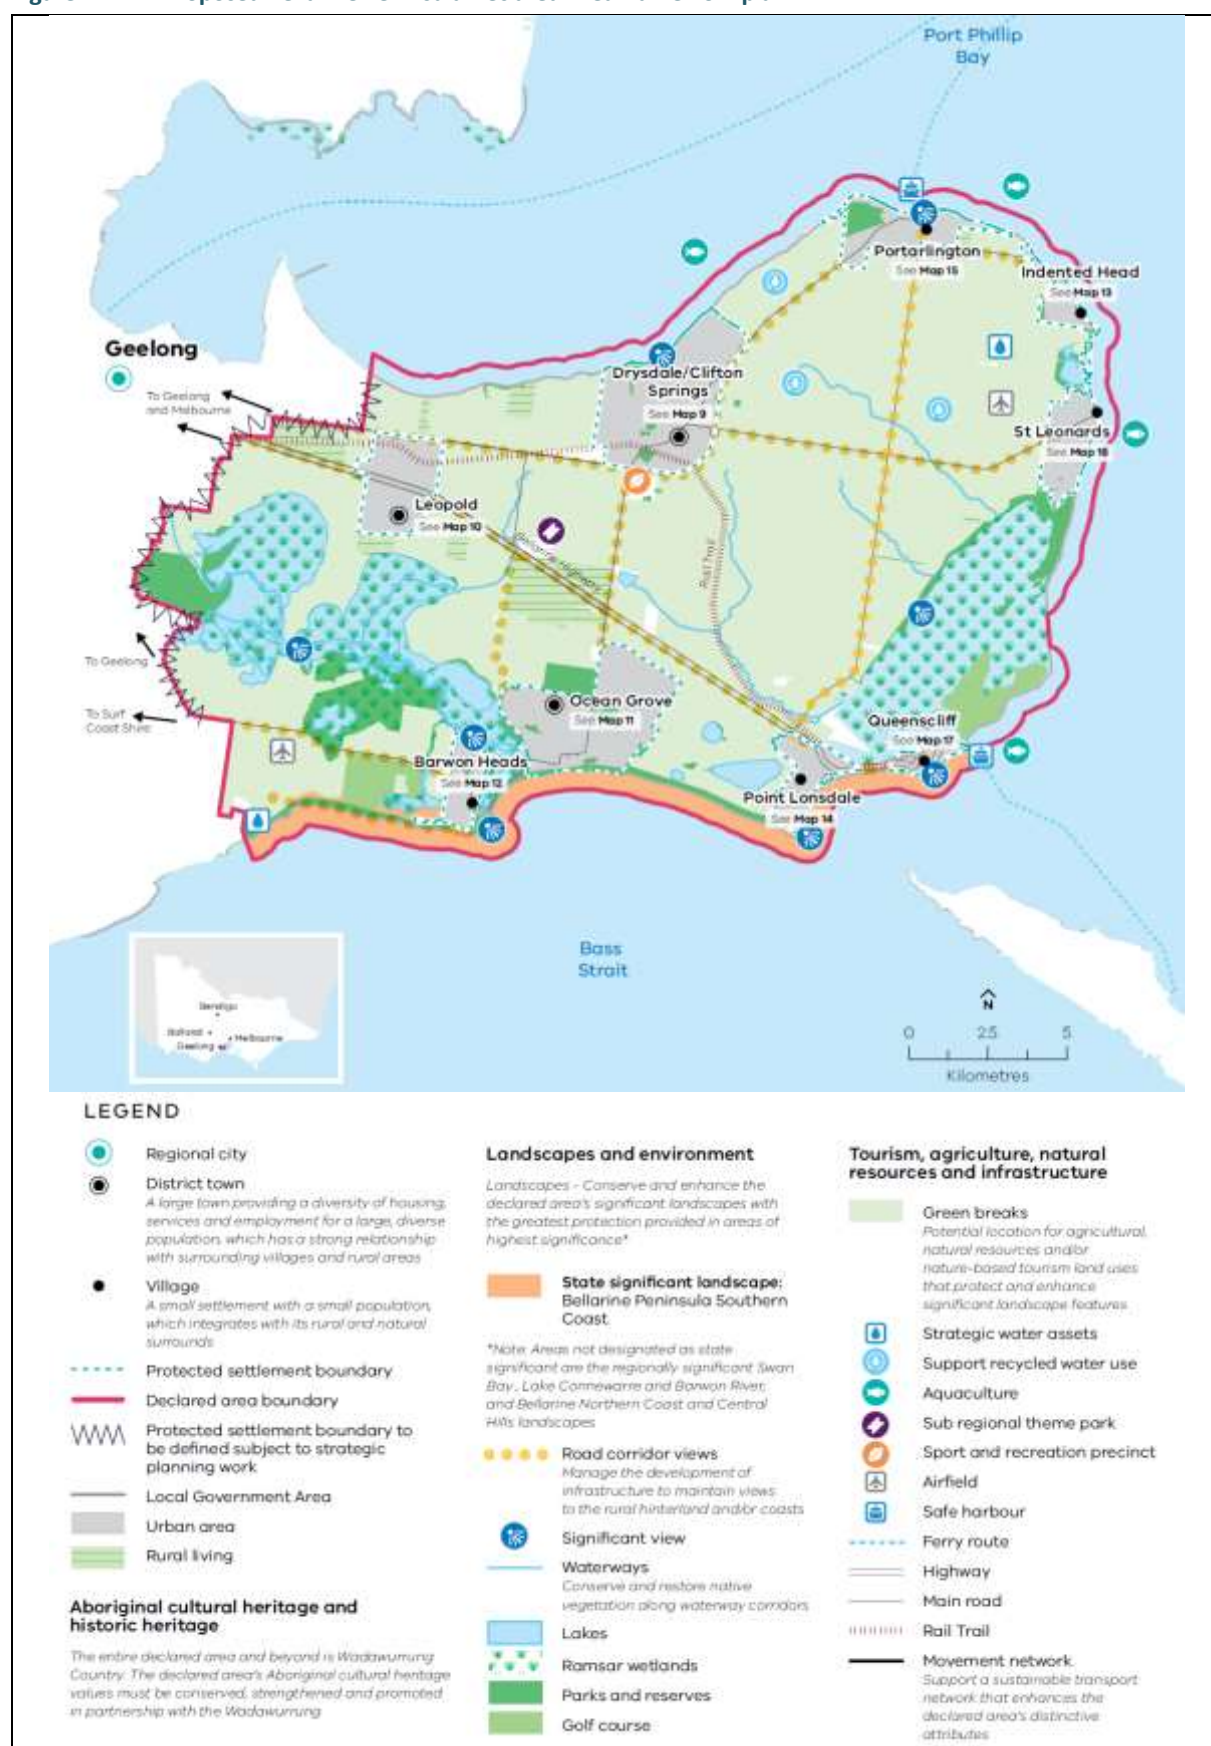 Port Phillip
Bay
Portarlington
See Map 15
Indented Head
See Map 13
Geelong
To Geelong
and Melbourne
Drysdale/Clifton
Springs
See Map 9
St Leonards
See Map 16
Leopold
See Map 10
Bellarine Highway
Rail Trail
To Geelong
To Surf
Coast Shire
Ocean Grove
See Map 11
Queenscliff
See Map 17
Barwon Heads
See Map 12
Point Lonsdale
See Map 14
Bass
Strait
Bendigo
Ballarat
Melbourne
Geelong
N
0 2.5 5
Kilometres
LEGEND
Regional city
District town
A large town providing a diversity of housing,
services and employment for a large, diverse
population, which has a strong relationship
with surrounding villages and rural areas
Village
A small settlement with a small population,
which integrates with its rural and natural
surrounds
Protected settlement boundary
Declared area boundary
Protected settlement boundary to
be defined subject to strategic
planning work
Local Government Area
Urban area
Rural living
Aboriginal cultural heritage and
historic heritage
The entire declared area and beyond is Wadawurrung
Country. The declared area's Aboriginal cultural heritage
values must be conserved, strengthened and promoted
in partnership with the Wadawurrung
Landscapes and environment
Landscapes - Conserve and enhance the
declared area's significant landscapes with
the greatest protection provided in areas of
highest significance*
State significant landscape:
Bellarine Peninsula Southern
Coast
*Note: Areas not designated as state
significant are the regionally significant Swan
Bay, Lake Connewarre and Barwon River,
and Bellarine Northern Coast and Central
Hills landscapes
Road corridor views
Manage the development of
infrastructure to maintain views
to the rural hinterland and/or coasts
Significant view
Waterways
Conserve and restore native
vegetation along waterway corridors
Lakes
Ramsar wetlands
Parks and reserves
Golf course
Tourism, agriculture, natural
resources and infrastructure
Green breaks
Potential location for agricultural,
natural resources and/or
nature-based tourism land uses
that protect and enhance
significant landscape features
Strategic water assets
Support recycled water use
Aquaculture
Sub regional theme park
Sport and recreation precinct
Airfield
Safe harbour
Ferry route
Highway
Main road
Rail Trail
Movement network
Support a sustainable transport
network that enhances the
declared area's distinctive
attributes